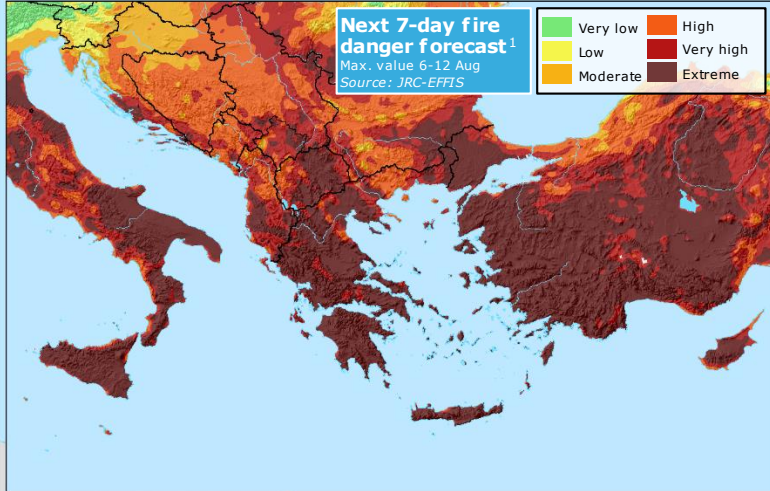 Next 7-day fire
danger forecast¹
Max. value 6-12 Aug
Source: JRC-EFFIS
Very low
Low
Moderate
High
Very high
Extreme